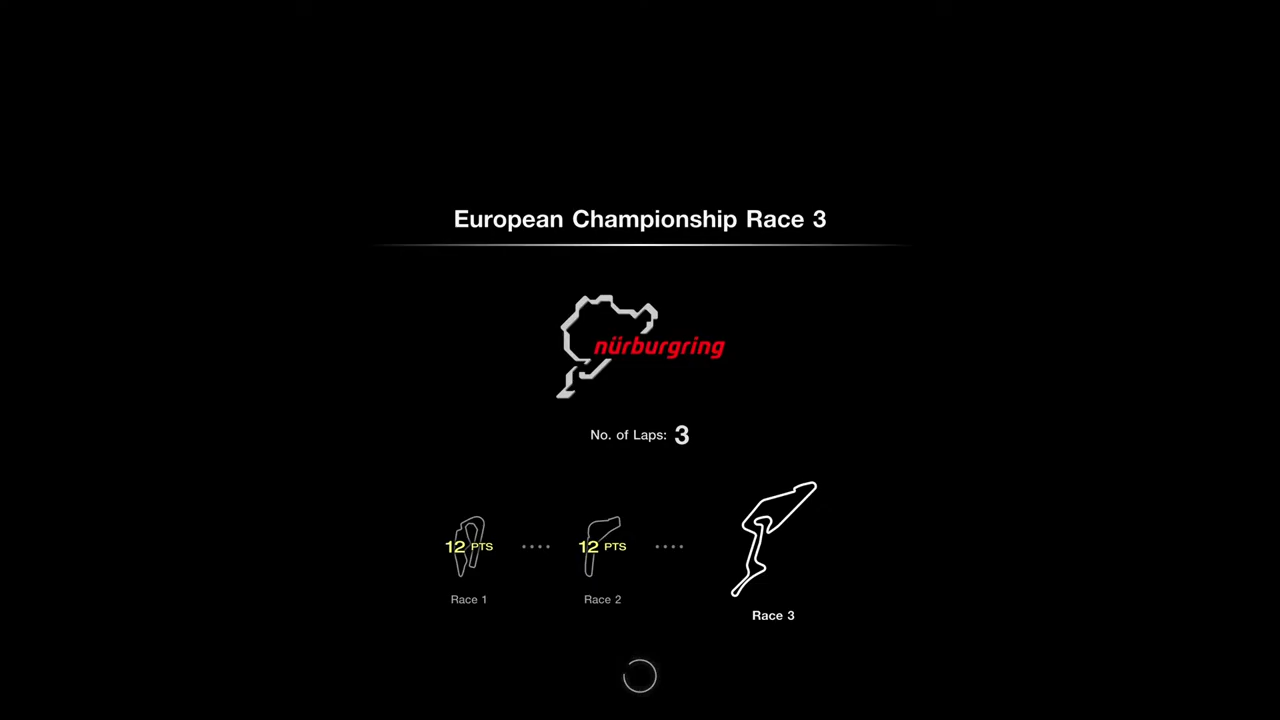 European Championship Race 3
nürburgring
No. of Laps: 3
12 PTS
12 PTS
Race 1
Race 2
Race 3